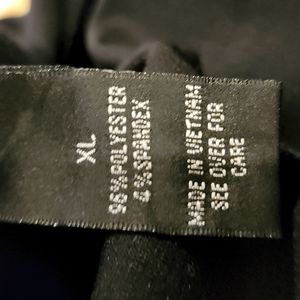 XL
96% POLYESTER
4% SPANDEX
MADE IN VIETNAM
SEE OVER FOR
CARE